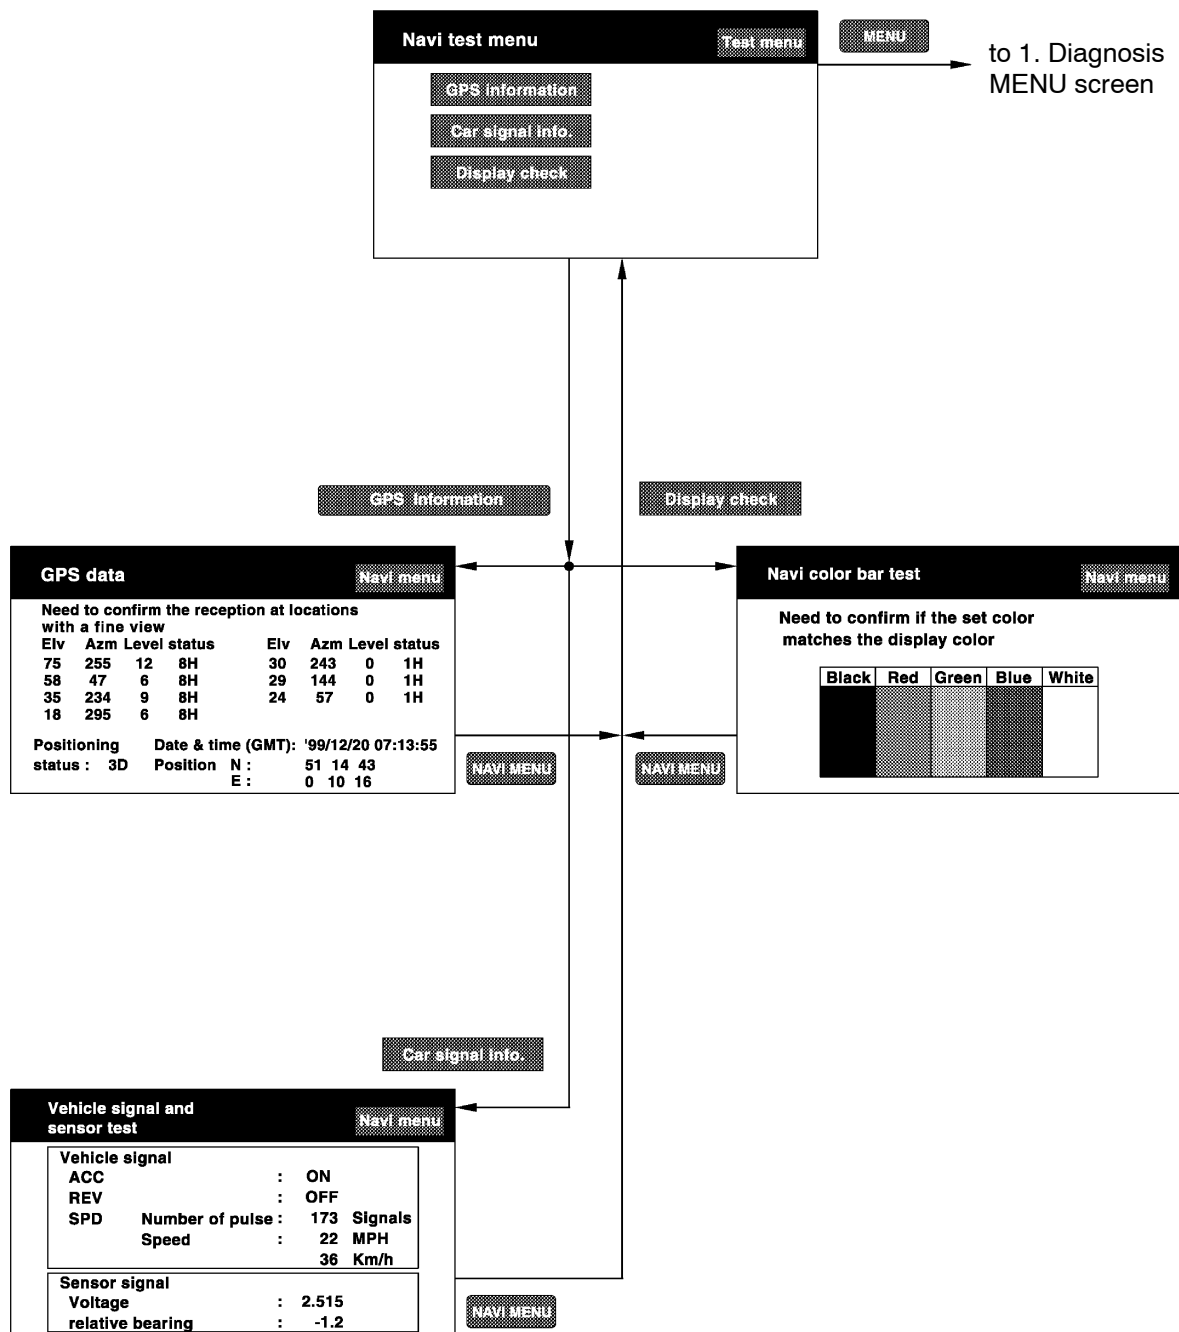 Navi test menu Test menu
MENU
to 1. Diagnosis
MENU screen
GPS information
Car signal info.
Display check
GPS Information
Display check
GPS data Navi menu
Need to confirm the reception at locations
with a fine view
Elv Azm Level status Elv Azm Level status
75 255 12 8H 30 243 0 1H
58 47 6 8H 29 144 0 1H
35 234 9 8H 24 57 0 1H
18 295 6 8H
Positioning Date & time (GMT): '99/12/20 07:13:55
status : 3D Position N : 51 14 43
E : 0 10 16
NAVI MENU
Navi color bar test Navi menu
Need to confirm if the set color
matches the display color
Black Red Green Blue White
NAVI MENU
Car signal info.
Vehicle signal and
sensor test Navi menu
Vehicle signal
ACC : ON
REV : OFF
SPD Number of pulse : 173 Signals
Speed : 22 MPH
36 Km/h
Sensor signal
Voltage : 2.515
relative bearing : -1.2
NAVI MENU